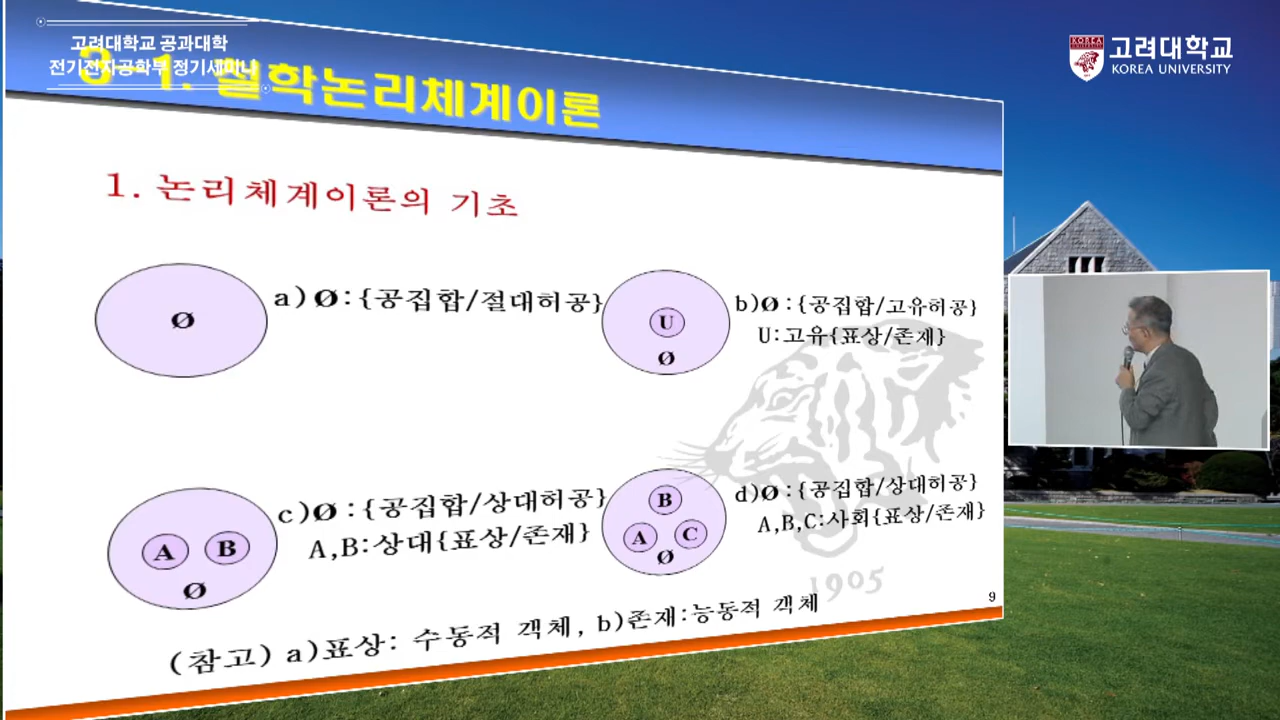 고려대학교 공과대학
전기전자공학부 정기세미나
3-1. 철학논리체계이론
KOREA
고려대학교
KOREA UNIVERSITY
1. 논리체계이론의 기초
Ø
a)Ø:{공집합/절대허공}
U
Ø
b)Ø:{공집합/고유허공}
U:고유{표상/존재}
A B
Ø
c)Ø:{공집합/상대허공}
A,B:상대{표상/존재}
B
A C
Ø
d)Ø:{공집합/상대허공}
A,B,C:사회{표상/존재}
1905
9
(참고) a)표상: 수동적 객체, b)존재:능동적 객체